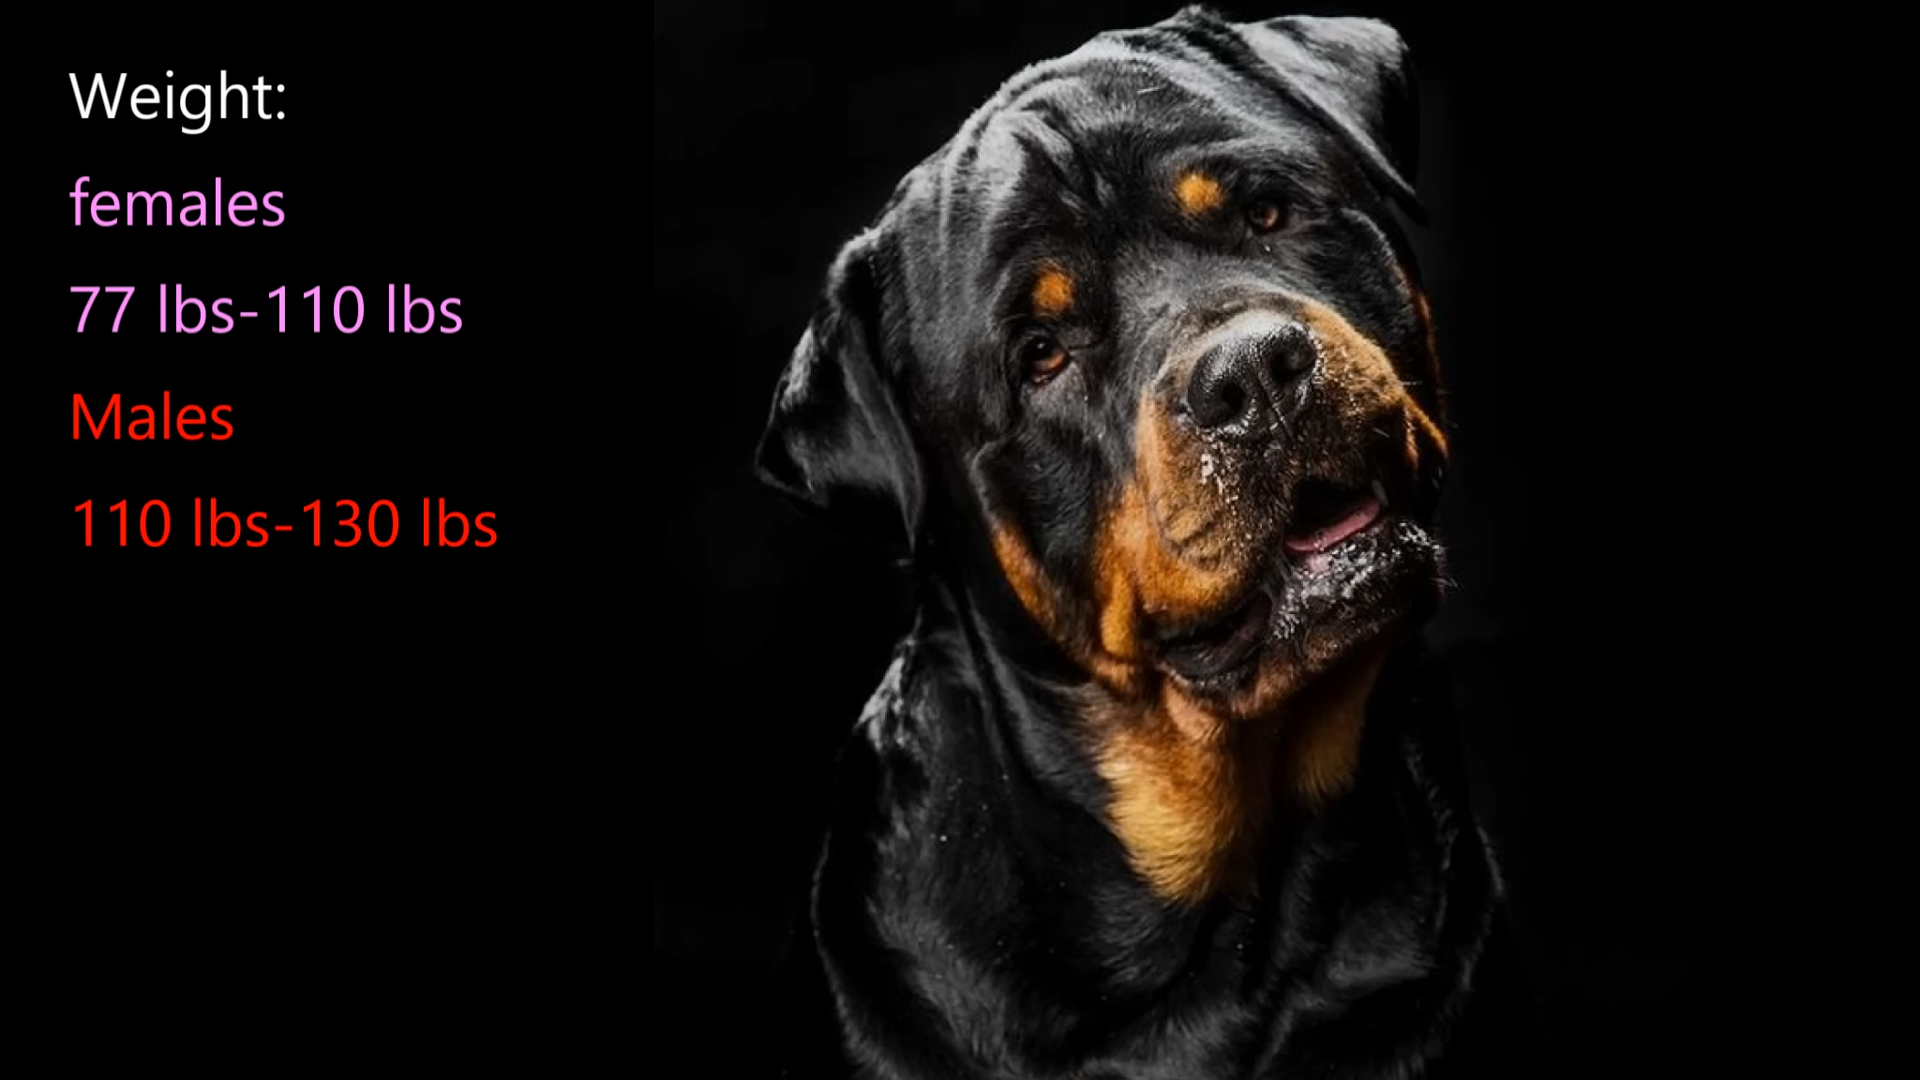 Weight:
females
77 lbs-110 lbs
Males
110 lbs-130 lbs